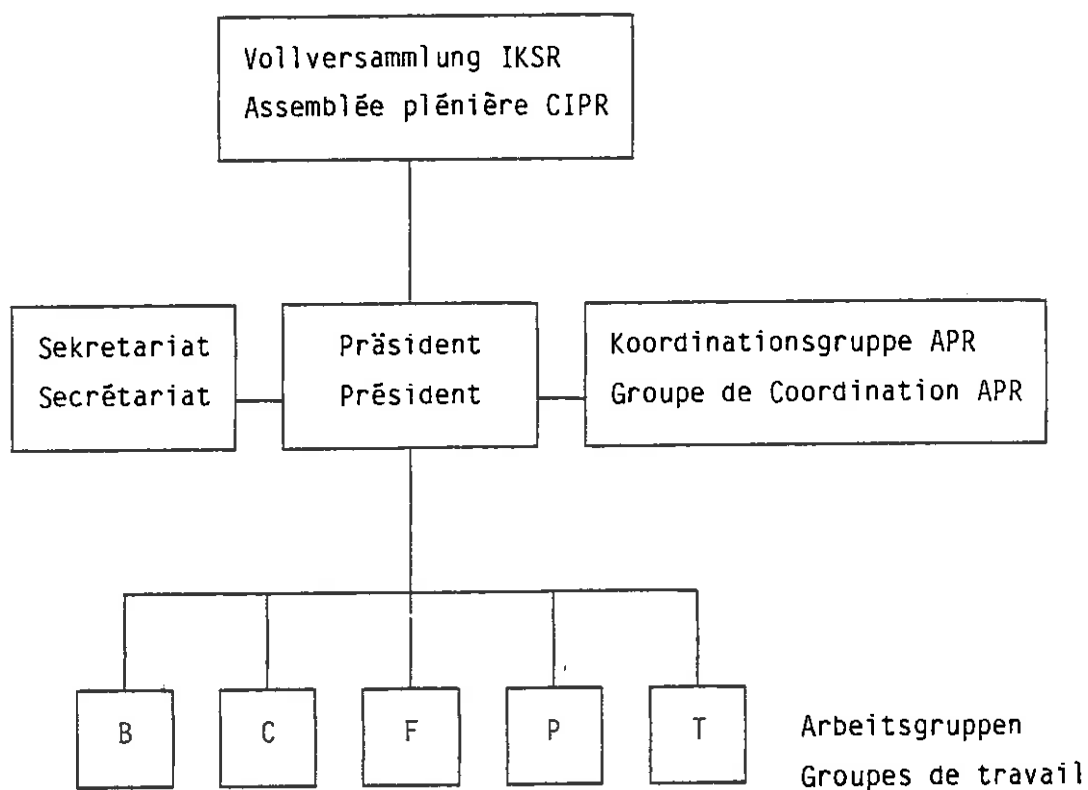 Vollversammlung IKSR
Assemblée plénière CIPR
Sekretariat
Secrétariat
Präsident
Président
Koordinationsgruppe APR
Groupe de Coordination APR
B
C
F
P
T
Arbeitsgruppen
Groupes de travail